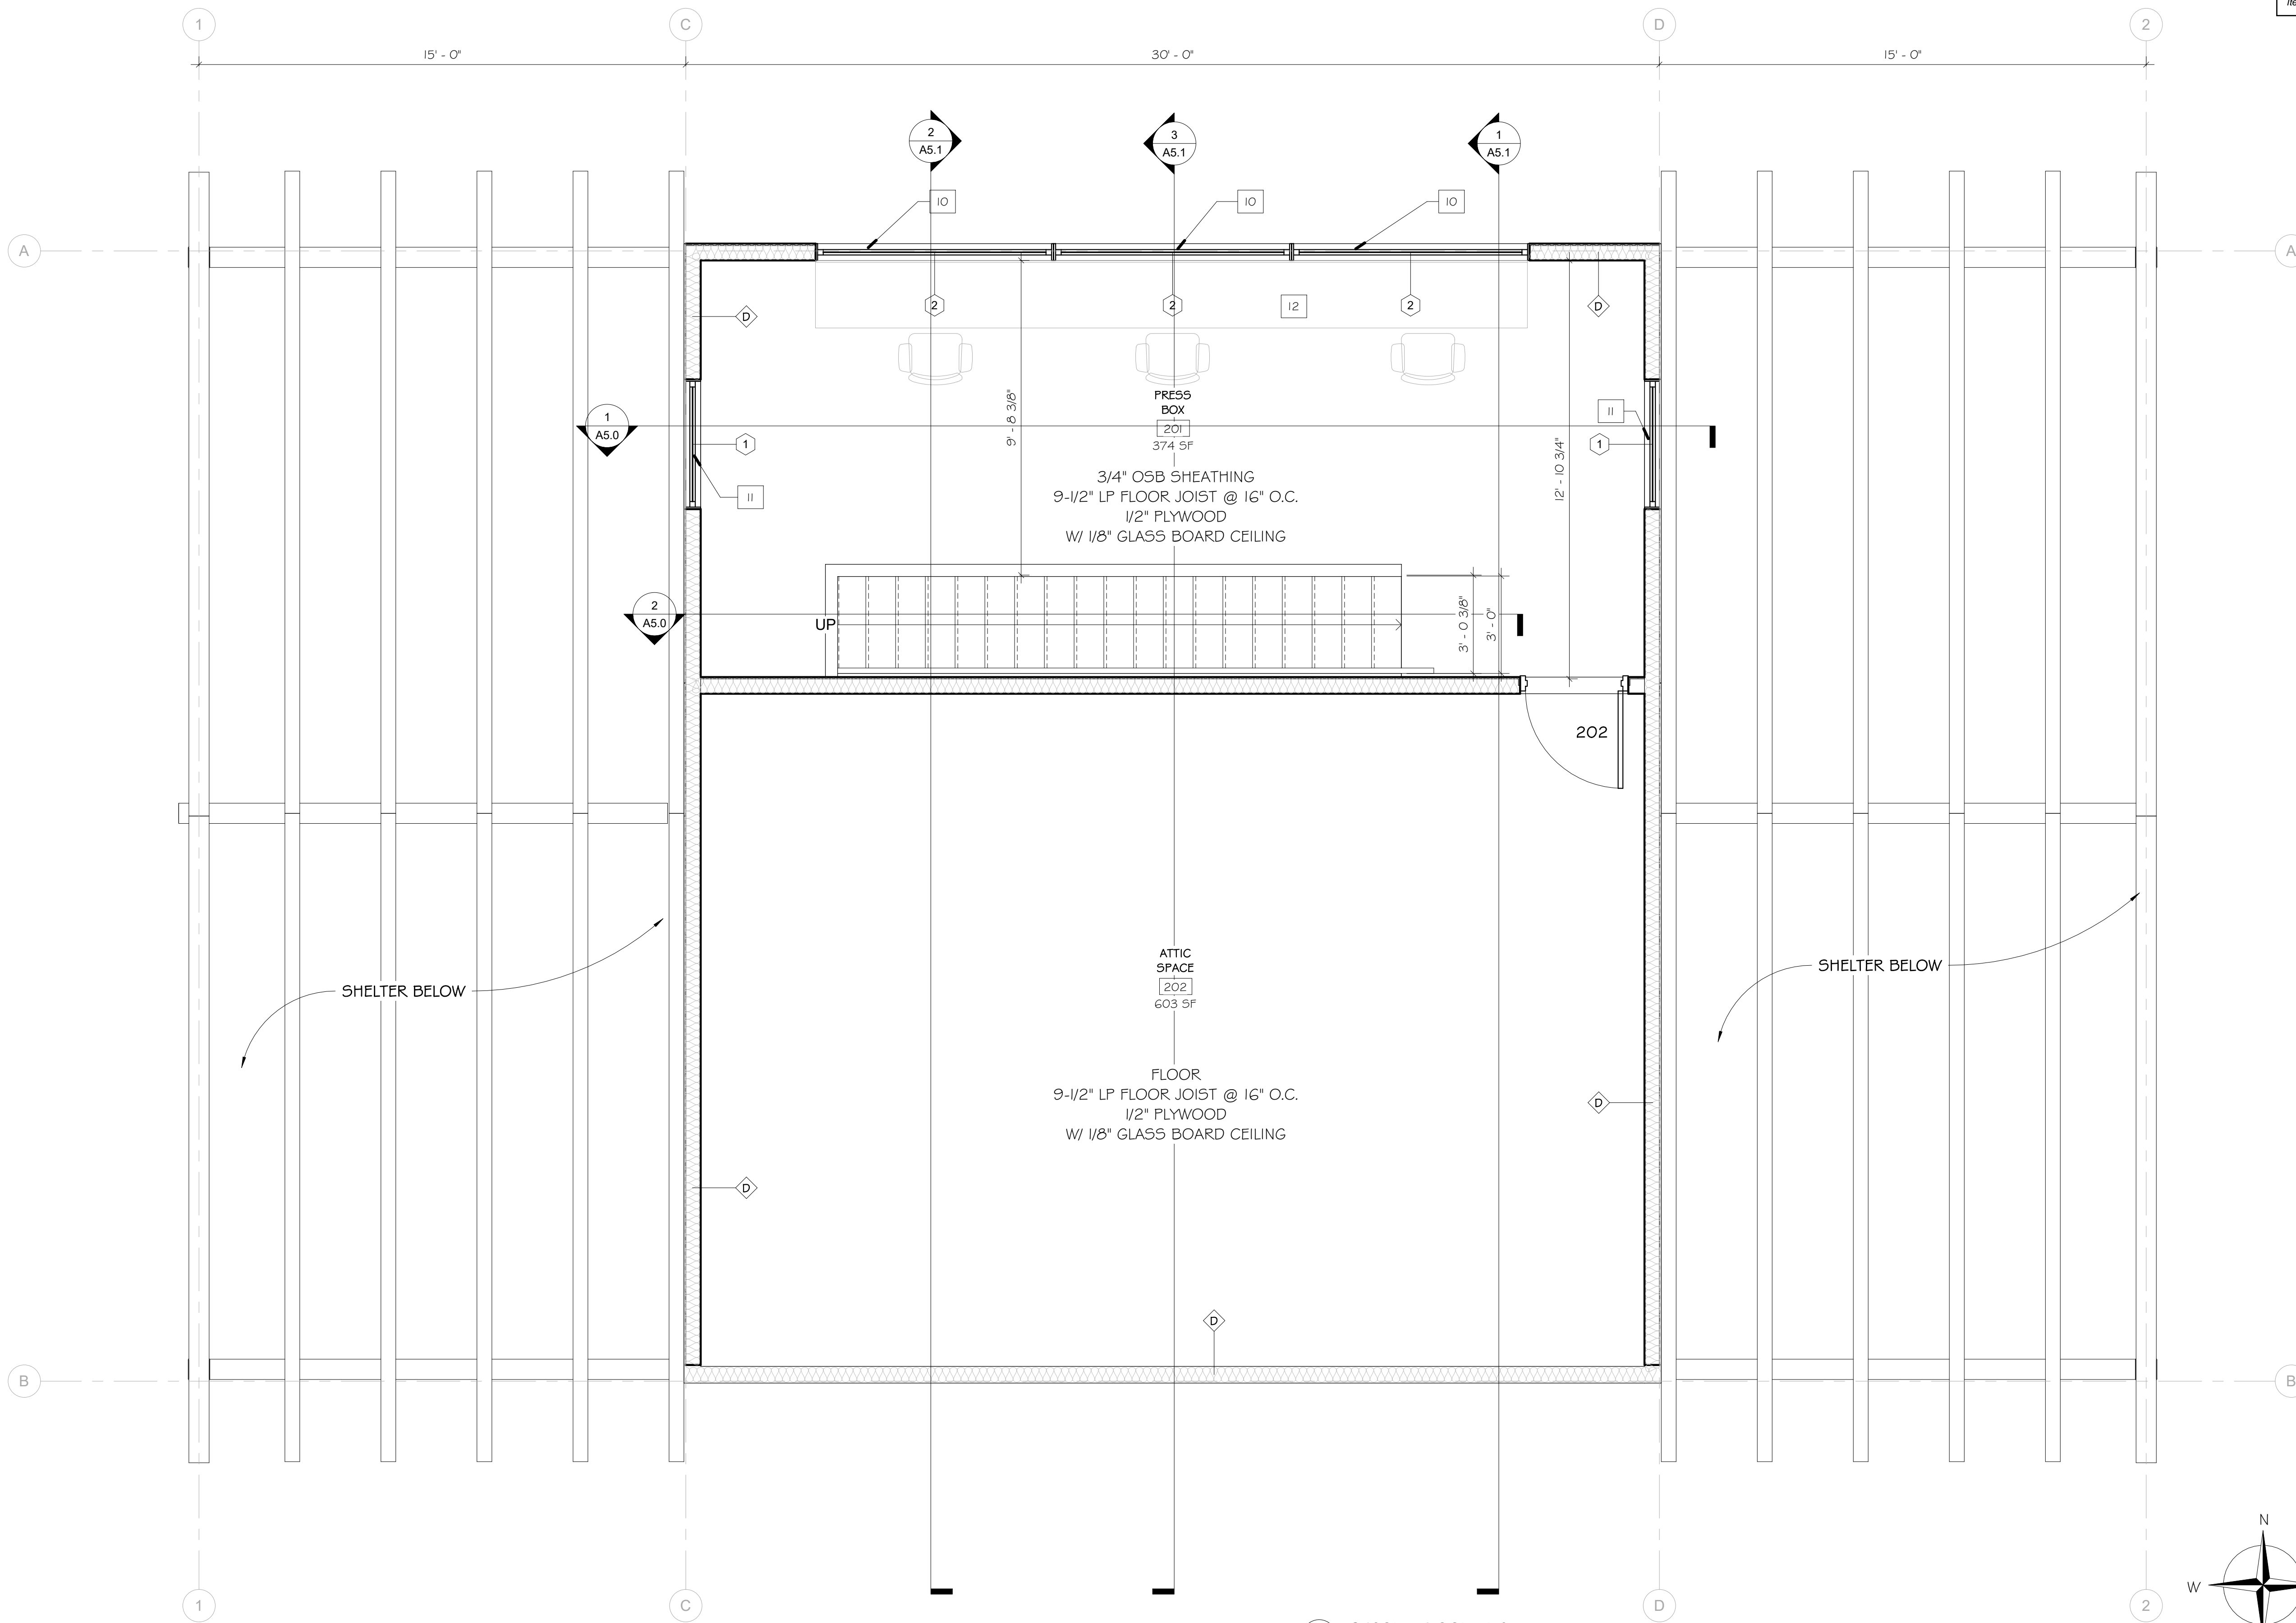 1
C
D
2
15' - 0"
30' - 0"
15' - 0"
2
A5.1
3
A5.1
1
A5.1
10
10
10
A
A
2
2
12
2
D
D
PRESS
BOX
201
374 SF
9' - 8 3/8"
12' - 10 3/4"
1
A5.0
1
11
11
1
3/4" OSB SHEATHING
9-1/2" LP FLOOR JOIST @ 16" O.C.
1/2" PLYWOOD
W/ 1/8" GLASS BOARD CEILING
2
A5.0
UP
3' - 0 3/8"
3' - 0"
202
ATTIC
SPACE
202
603 SF
SHELTER BELOW
SHELTER BELOW
FLOOR
9-1/2" LP FLOOR JOIST @ 16" O.C.
1/2" PLYWOOD
W/ 1/8" GLASS BOARD CEILING
D
D
D
B
B
N
W
1
C
D
2